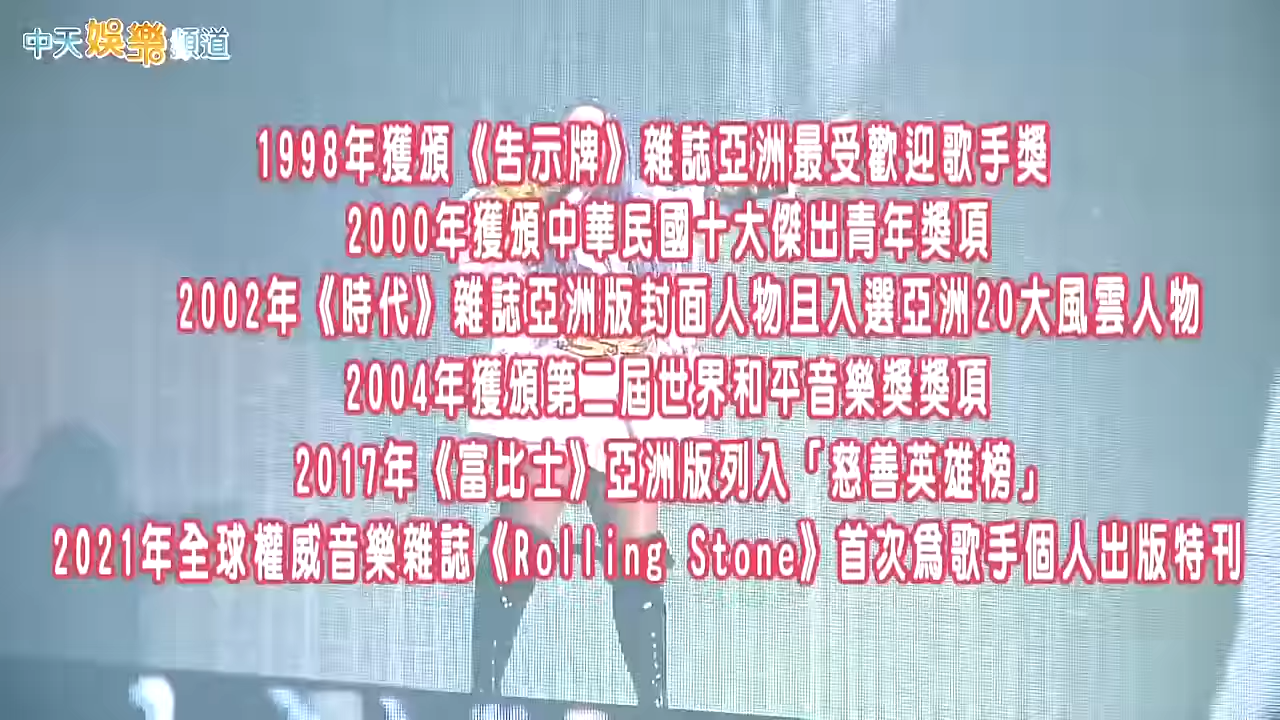 中天娛樂頻道
1998年獲頒《告示牌》雜誌亞洲最受歡迎歌手獎
2000年獲頒中華民國十大傑出青年獎項
2002年《時代》雜誌亞洲版封面人物且入選亞洲20大風雲人物
2004年獲頒第二屆世界和平音樂獎獎項
2017年《富比士》亞洲版列入「慈善英雄榜」
2021年全球權威音樂雜誌《Rolling Stone》首次為歌手個人出版特刊